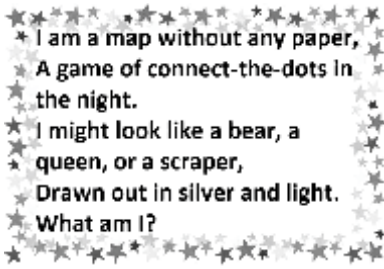 I am a map without any paper,
A game of connect-the-dots in
the night.
I might look like a bear, a
queen, or a scraper,
Drawn out in silver and light.
What am I?